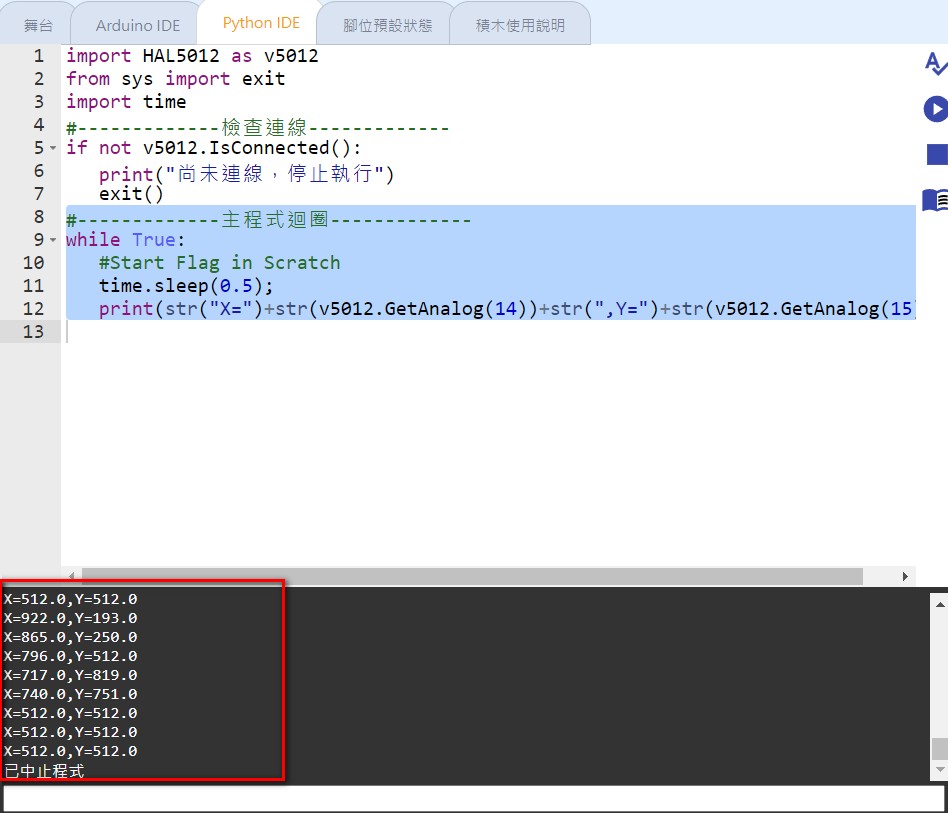 舞台
Arduino IDE
Python IDE
腳位預設狀態
積木使用說明
1 import HAL5012 as v5012
2 from sys import exit
3 import time
4 #-------------檢查連線-------------
5 if not v5012.IsConnected():
6 print("尚未連線，停止執行")
7 exit()
8 #-------------主程式迴圈-------------
9 while True:
10 #Start Flag in Scratch
11 time.sleep(0.5);
12 print(str("X=")+str(v5012.GetAnalog(14))+str(",Y=")+str(v5012.GetAnalog(15
13
X=512.0,Y=512.0
X=922.0,Y=193.0
X=865.0,Y=250.0
X=796.0,Y=512.0
X=717.0,Y=819.0
X=740.0,Y=751.0
X=512.0,Y=512.0
X=512.0,Y=512.0
X=512.0,Y=512.0
已中止程式